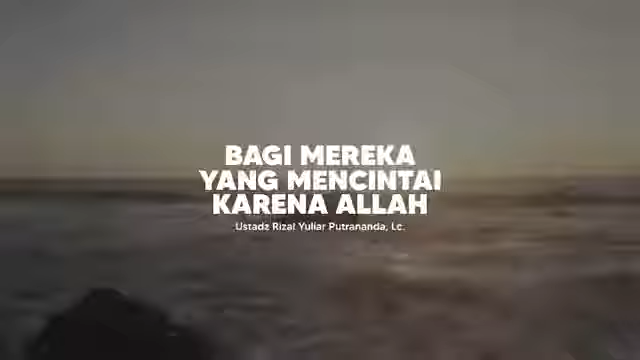 BAGI MEREKA
YANG MENCINTAI
KARENA ALLAH
Ustadz Rizal Yuliar Putrananda, Lc.